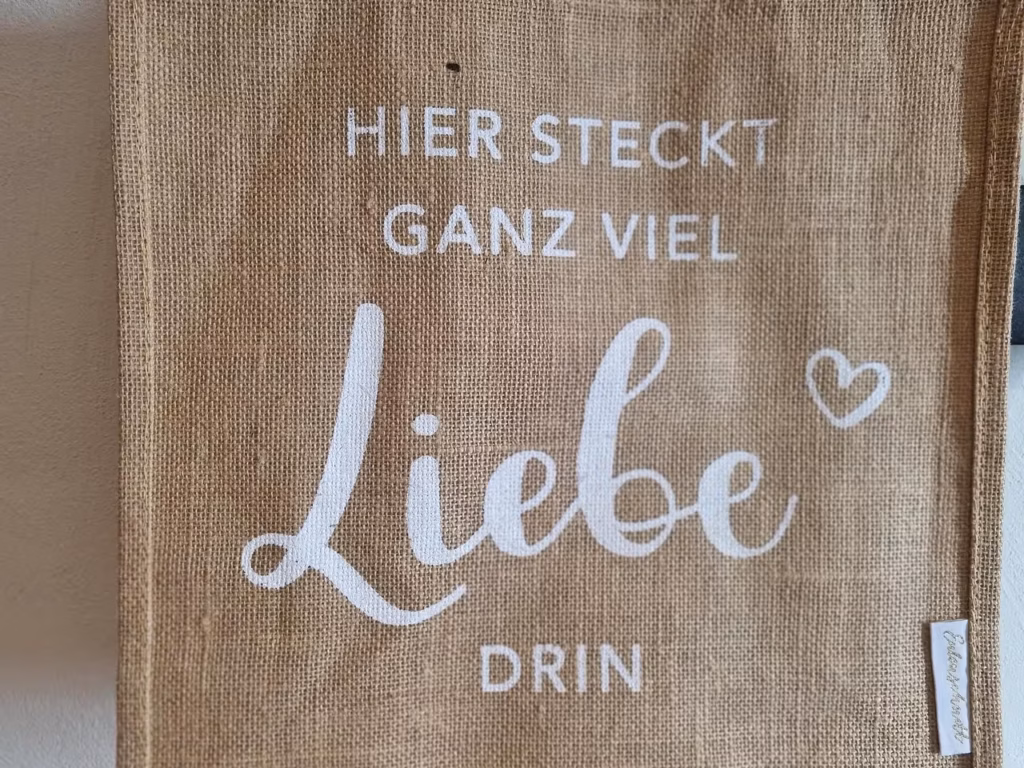 HIER STECKT
GANZ VIEL
Liebe
DRIN